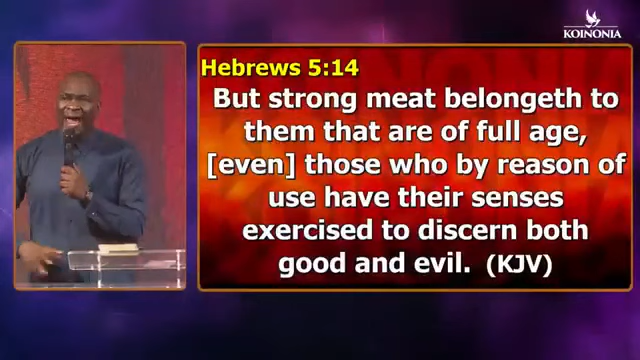 KOINONIA
Hebrews 5:14
But strong meat belongeth to
them that are of full age,
[even] those who by reason of
use have their senses
exercised to discern both
good and evil. (KJV)